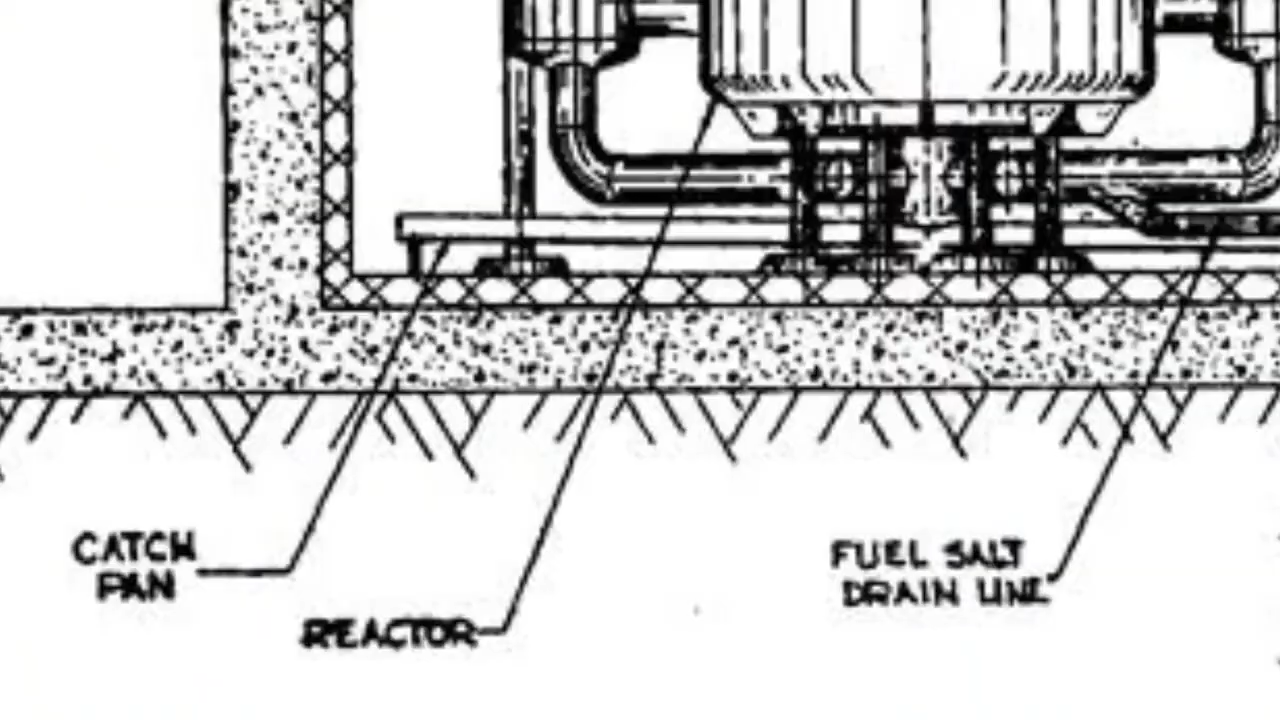 CATCH
PAN
REACTOR
FUEL SALT
DRAIN LINE